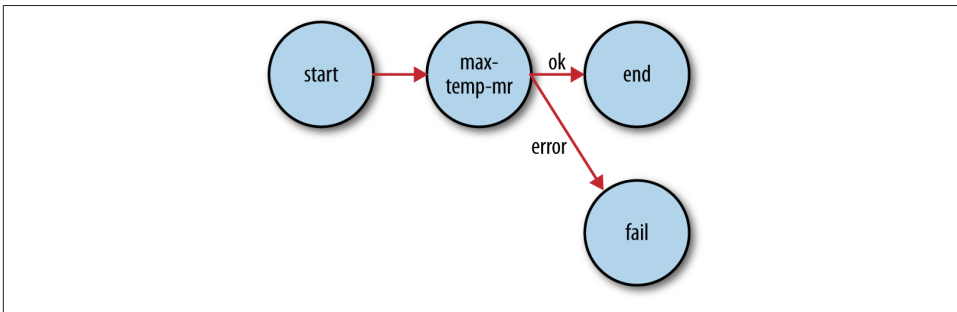 start
max-
temp-mr
ok
end
error
fail